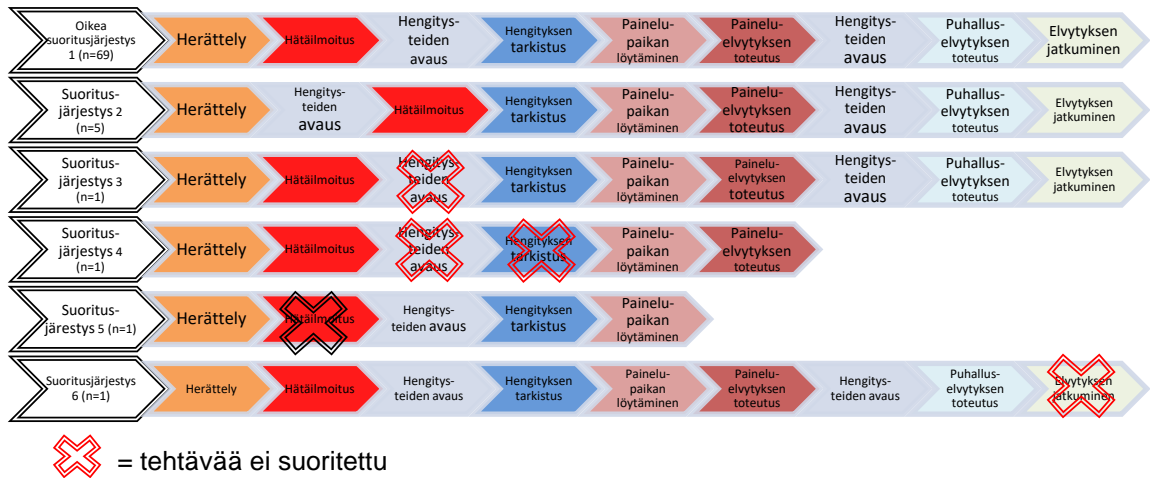 Oikea
suoritusjärjestys
1 (n=69)
Herättely
Hätäilmoitus
Hengitys-
teiden
avaus
Hengityksen
tarkistus
Painelu-
paikan
löytäminen
Painelu-
elvytyksen
toteutus
Hengitys-
teiden
avaus
Puhallus-
elvytyksen
toteutus
Elvytyksen
jatkuminen
Suoritus-
järjestys 2
(n=5)
Herättely
Hengitys-
teiden
avaus
Hätäilmoitus
Hengityksen
tarkistus
Painelu-
paikan
löytäminen
Painelu-
elvytyksen
toteutus
Hengitys-
teiden
avaus
Puhallus-
elvytyksen
toteutus
Elvytyksen
jatkuminen
Suoritus-
järjestys 3
(n=1)
Herättely
Hätäilmoitus
Hengitys-
teiden
avaus
Hengityksen
tarkistus
Painelu-
paikan
löytäminen
Painelu-
elvytyksen
toteutus
Hengitys-
teiden
avaus
Puhallus-
elvytyksen
toteutus
Elvytyksen
jatkuminen
Suoritus-
järjestys 4
(n=1)
Herättely
Hätäilmoitus
Hengitys-
teiden
avaus
Hengityksen
tarkistus
Painelu-
paikan
löytäminen
Painelu-
elvytyksen
toteutus
Suoritus-
järestys 5 (n=1)
Herättely
Hätäilmoitus
Hengitys-
teiden avaus
Hengityksen
tarkistus
Painelu-
paikan
löytäminen
Suoritusjärjestys
6 (n=1)
Herättely
Hätäilmoitus
Hengitys-
teiden avaus
Hengityksen
tarkistus
Painelu-
paikan
löytäminen
Painelu-
elvytyksen
toteutus
Hengitys-
teiden avaus
Puhallus-
elvytyksen
toteutus
Elvytyksen
jatkuminen
= tehtävää ei suoritettu